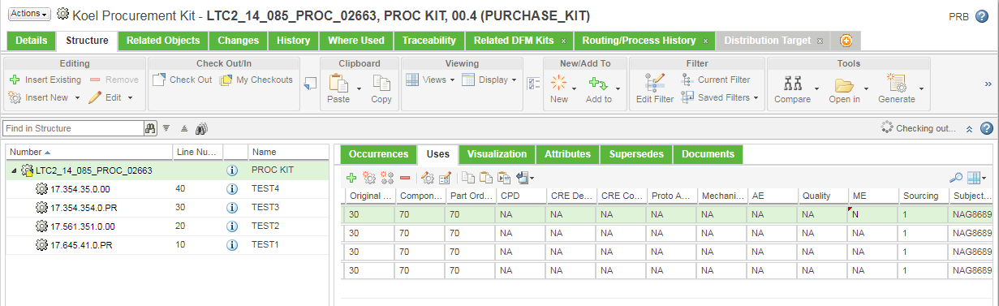 Actions Koel Procurement Kit - LTC2_14_085_PROC_02663, PROC KIT, 00.4 (PURCHASE_KIT) PRB
Details Structure Related Objects Changes History Where Used Traceability Related DFM Kits × Routing/Process History × Distribution Target ×
Editing Check Out/In Clipboard Viewing New/Add To Filter Tools
Insert Existing Remove Check Out My Checkouts Views Display Current Filter
Insert New Edit Paste Copy New Add to Edit Filter Saved Filters Compare Open in Generate »
Find in Structure Checking out...
Number Line Nu... Name
LTC2_14_085_PROC_02663 PROC KIT
17.354.35.0.00 40 TEST4
17.354.354.0.PR 30 TEST3
17.561.351.0.00 20 TEST2
17.645.41.0.PR 10 TEST1
Occurrences Uses Visualization Attributes Supersedes Documents
Original ... Compon... Part Ord... CPD CRE De... CRE Co... Proto A... Mechani... AE Quality ME Sourcing Subject...
30 70 70 NA NA NA NA NA NA NA N 1 NAG8689
30 70 70 NA NA NA NA NA NA NA NA 1 NAG8689
30 70 70 NA NA NA NA NA NA NA NA 1 NAG8689
30 70 70 NA NA NA NA NA NA NA NA 1 NAG8689